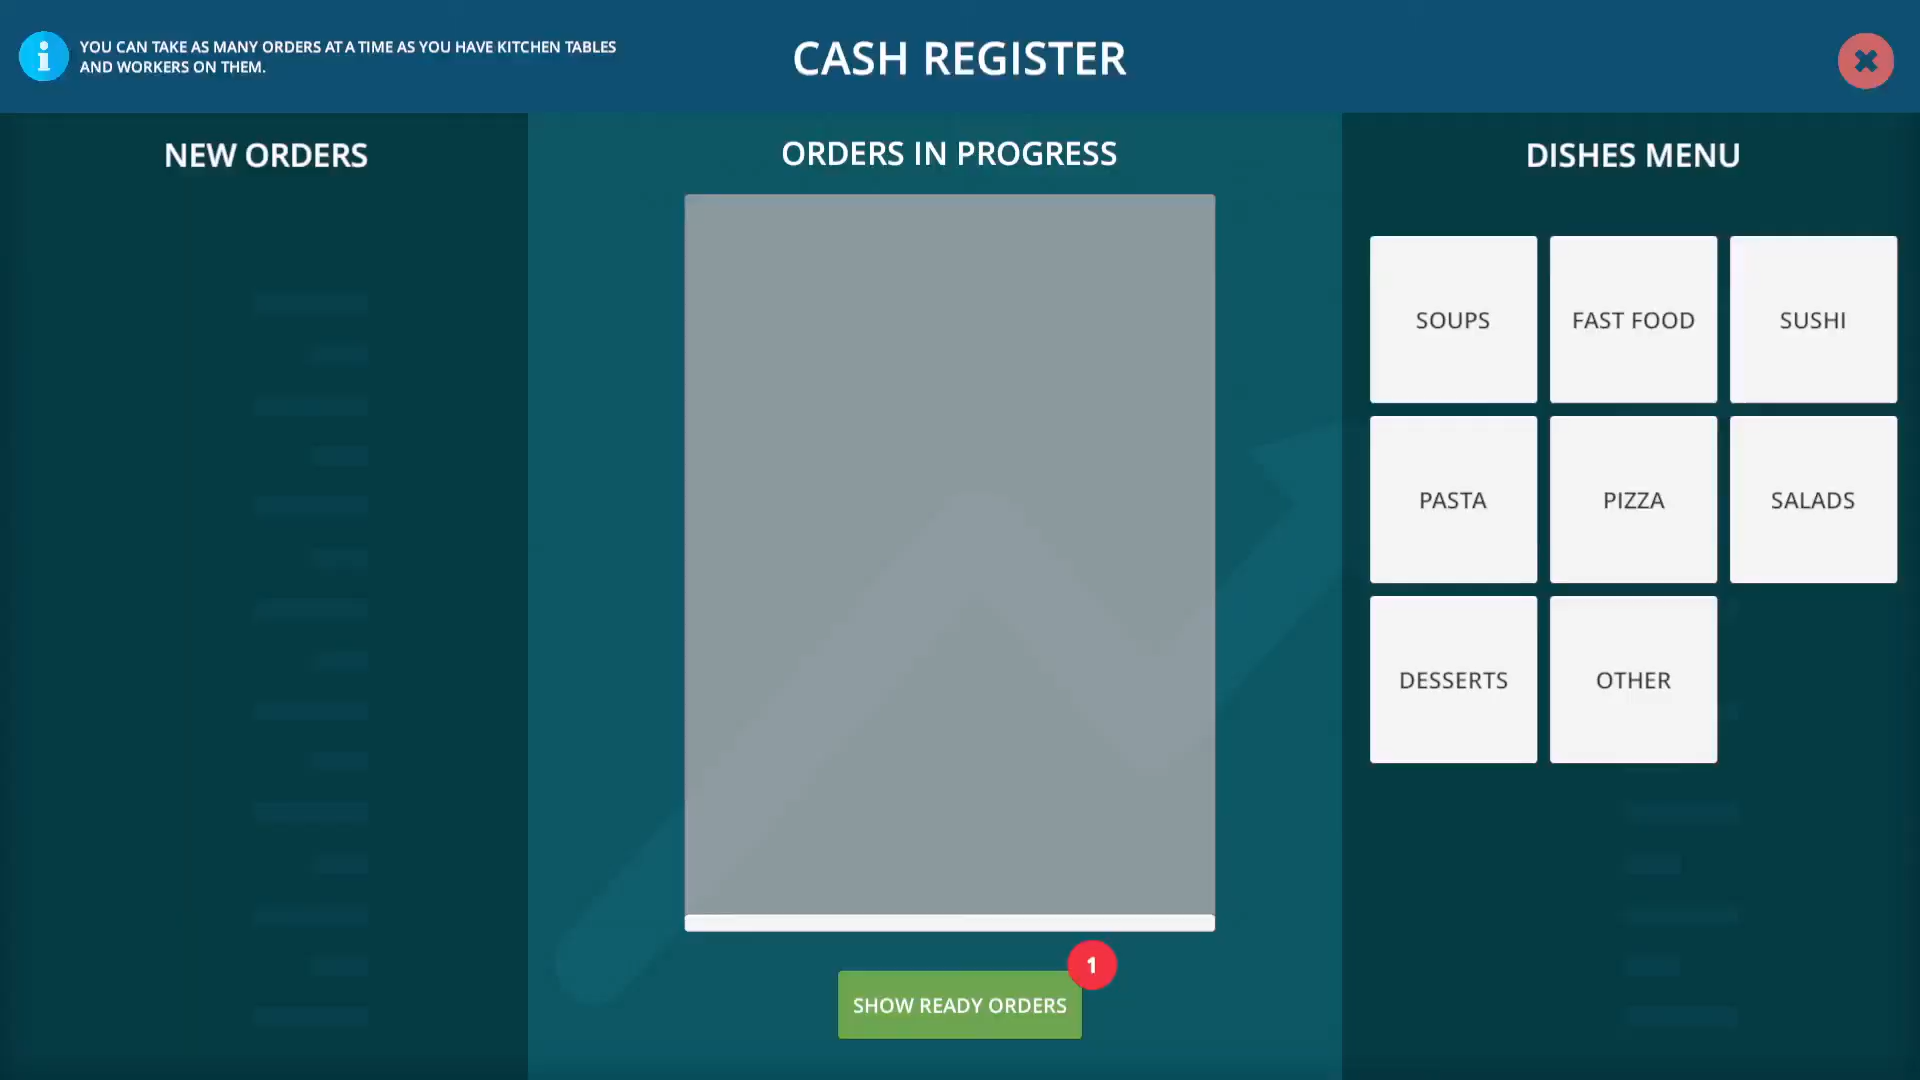 YOU CAN TAKE AS MANY ORDERS AT A TIME AS YOU HAVE KITCHEN TABLES
AND WORKERS ON THEM.
CASH REGISTER
NEW ORDERS
ORDERS IN PROGRESS
1
SHOW READY ORDERS
DISHES MENU
SOUPS
FAST FOOD
SUSHI
PASTA
PIZZA
SALADS
DESSERTS
OTHER